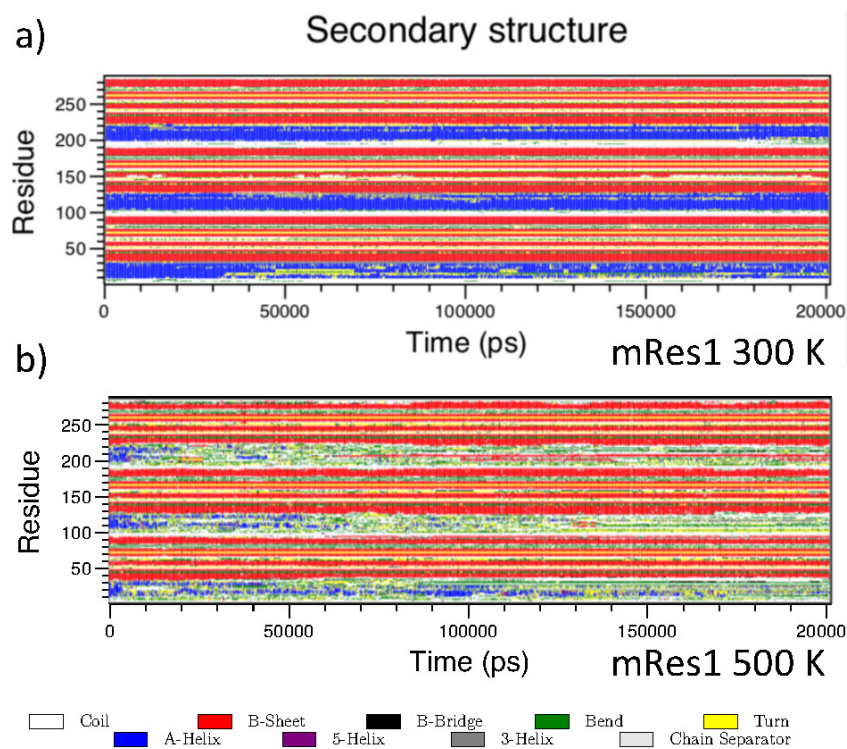 a)
Secondary structure
250
200
150
100
50
Residue
0 50000 100000 150000 20000
Time (ps)
mRes1 300 K
b)
250
200
150
100
50
Residue
0 50000 100000 150000 20000
Time (ps)
mRes1 500 K
Coil B-Sheet B-Bridge Bend Turn
A-Helix 5-Helix 3-Helix Chain Separator